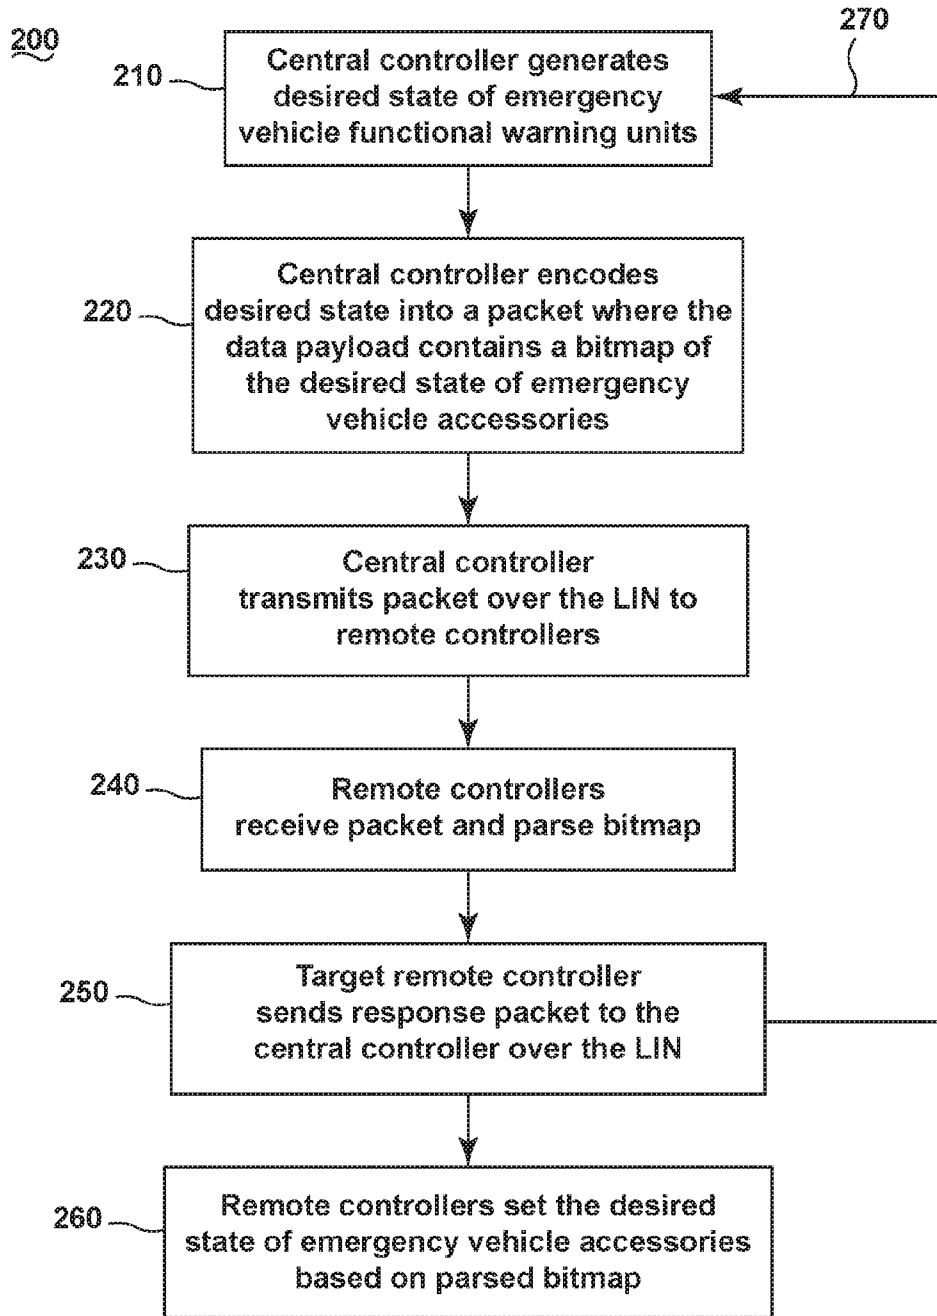 200
270
210
Central controller generates
desired state of emergency
vehicle functional warning units
220
Central controller encodes
desired state into a packet where the
data payload contains a bitmap of
the desired state of emergency
vehicle accessories
230
Central controller
transmits packet over the LIN to
remote controllers
240
Remote controllers
receive packet and parse bitmap
250
Target remote controller
sends response packet to the
central controller over the LIN
260
Remote controllers set the desired
state of emergency vehicle accessories
based on parsed bitmap